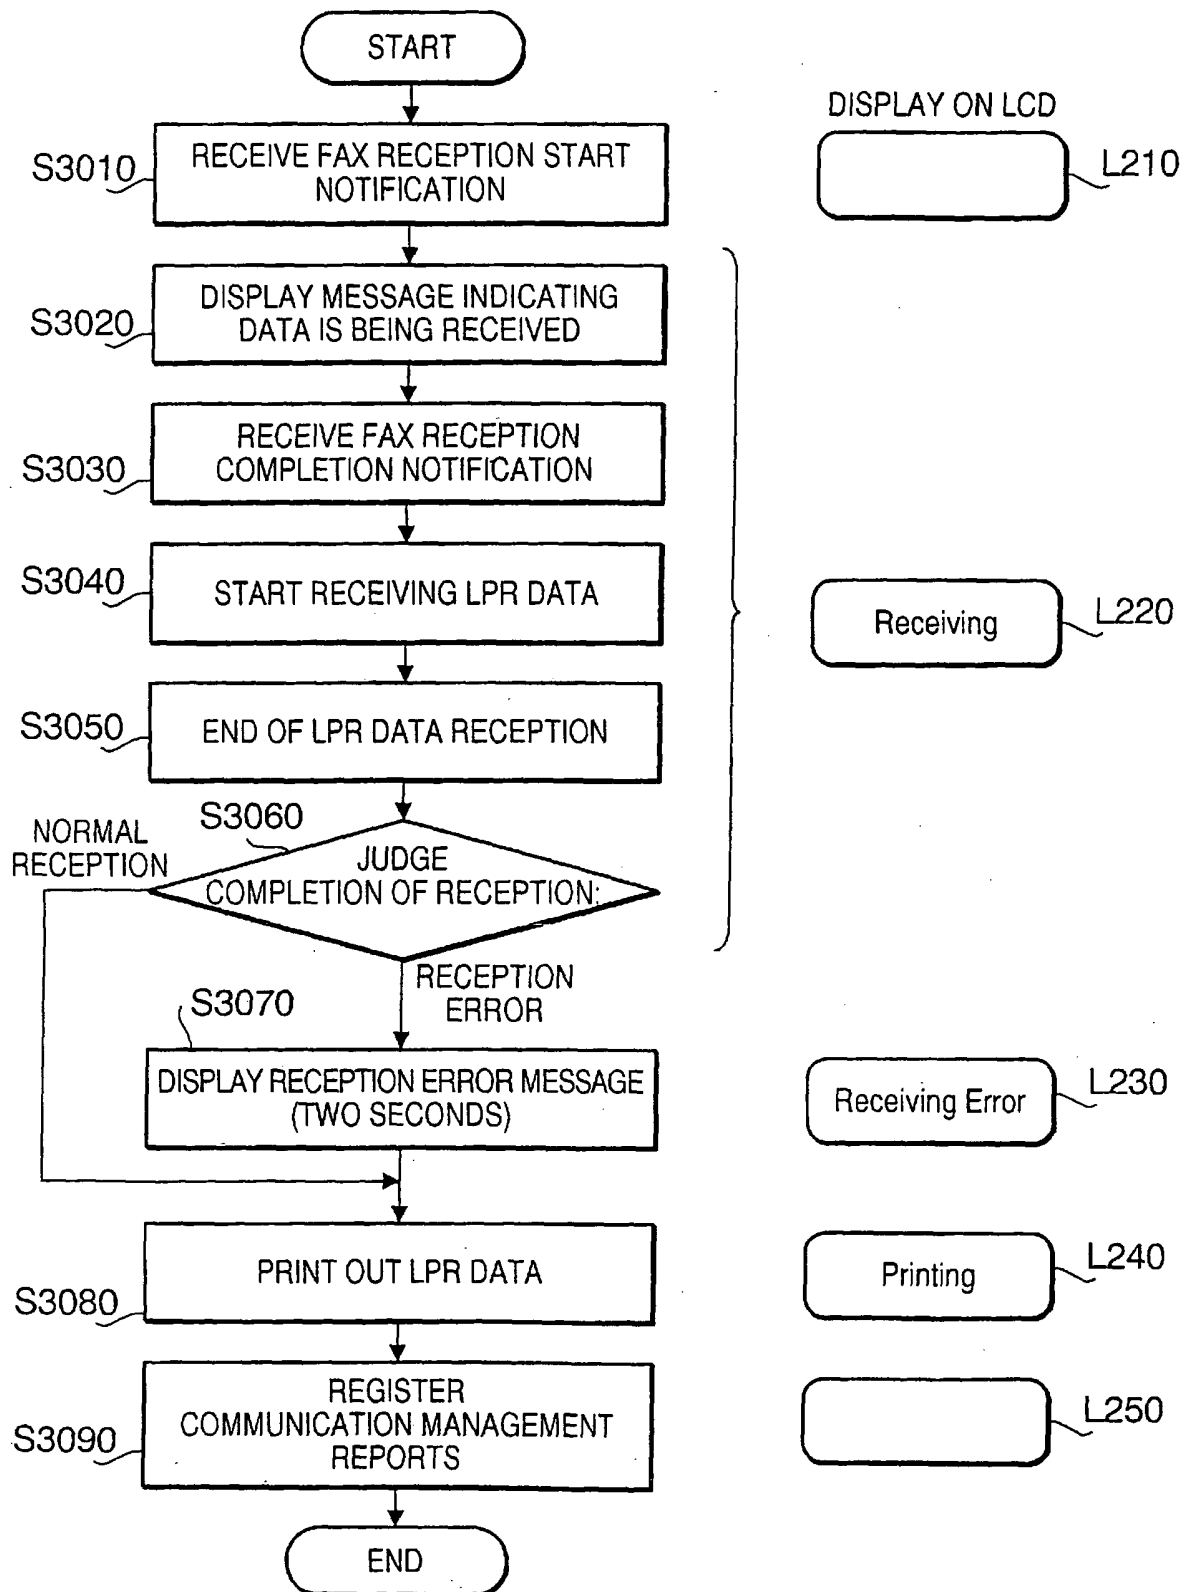 START
DISPLAY ON LCD
S3010
RECEIVE FAX RECEPTION START
NOTIFICATION
L210
S3020
DISPLAY MESSAGE INDICATING
DATA IS BEING RECEIVED
S3030
RECEIVE FAX RECEPTION
COMPLETION NOTIFICATION
S3040
START RECEIVING LPR DATA
Receiving
L220
S3050
END OF LPR DATA RECEPTION
S3060
NORMAL
RECEPTION
JUDGE
COMPLETION OF RECEPTION:
RECEPTION
ERROR
S3070
DISPLAY RECEPTION ERROR MESSAGE
(TWO SECONDS)
Receiving Error
L230
S3080
PRINT OUT LPR DATA
Printing
L240
S3090
REGISTER
COMMUNICATION MANAGEMENT
REPORTS
L250
END